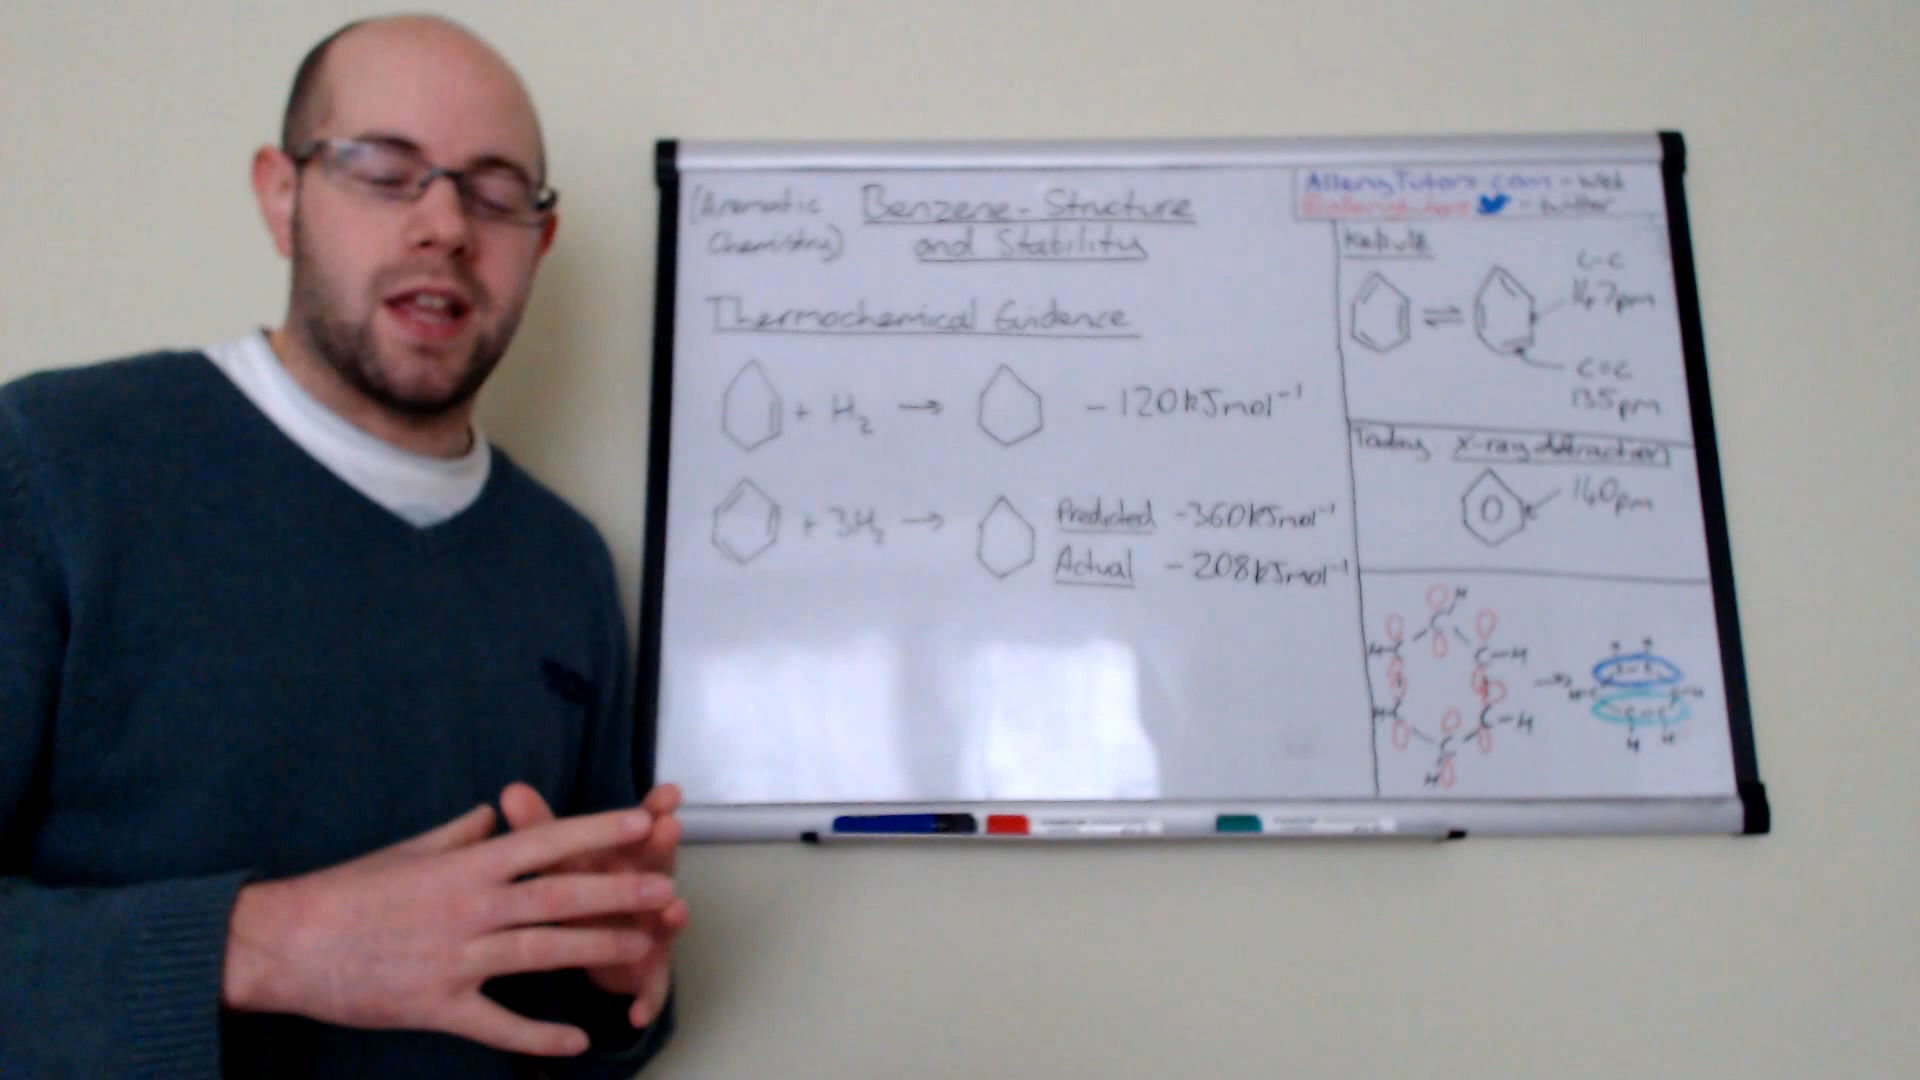 (Aromatic
Chemistry)
Benzene - Structure
and Stability
Thermochemical Evidence
+ H2 → - 120kJmol-1
+ 3H2 → Predicted -360kJmol-1
Actual - 208kJmol-1
AlleryTutors.com - web
- twitter
Kekulé
C-C
147pm
⇌
C=C
135pm
Today X-ray diffraction
140pm
H
C
C-H
H-C
C-H
C
H